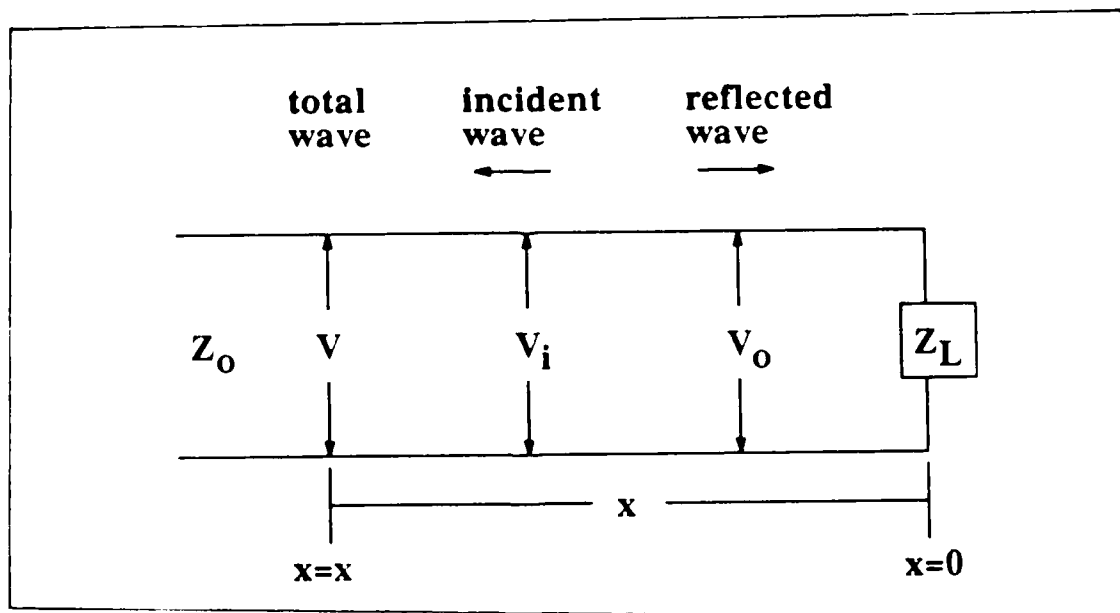 total wave
incident wave
reflected wave
Z_o
V
V_i
V_o
Z_L
x
x=x
x=0